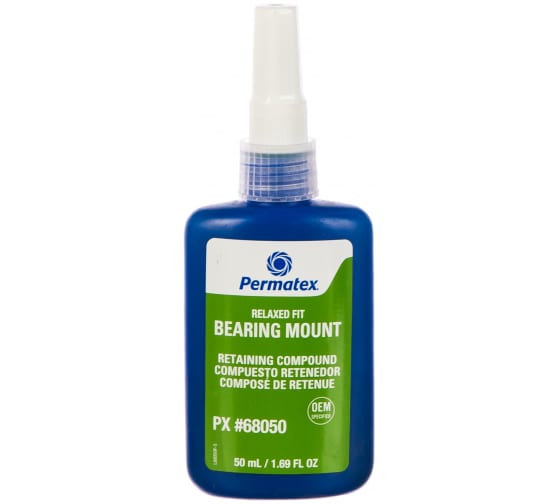 Permatex
RELAXED FIT
BEARING MOUNT
RETAINING COMPOUND
COMPUESTO RETENEDOR
COMPOSÉ DE RETENUE
PX #68050
OEM
SPECIFIED
50 mL / 1.69 FL OZ